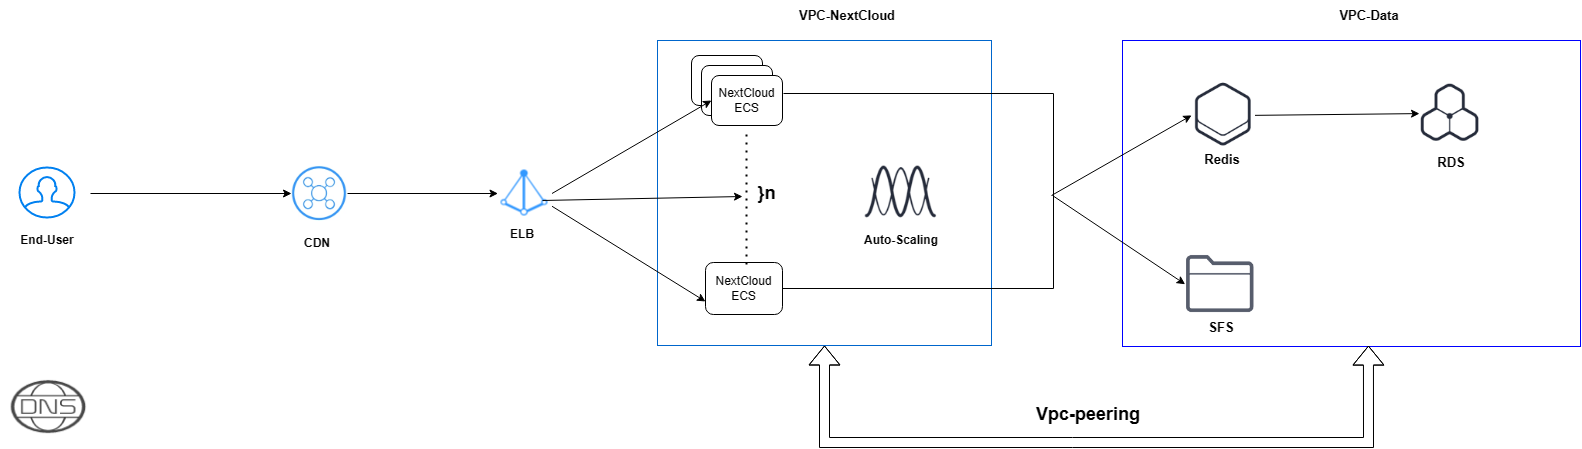 VPC-NextCloud
VPC-Data
NextCloud
ECS
}n
NextCloud
ECS
Auto-Scaling
End-User
CDN
ELB
Redis
RDS
SFS
DNS
Vpc-peering